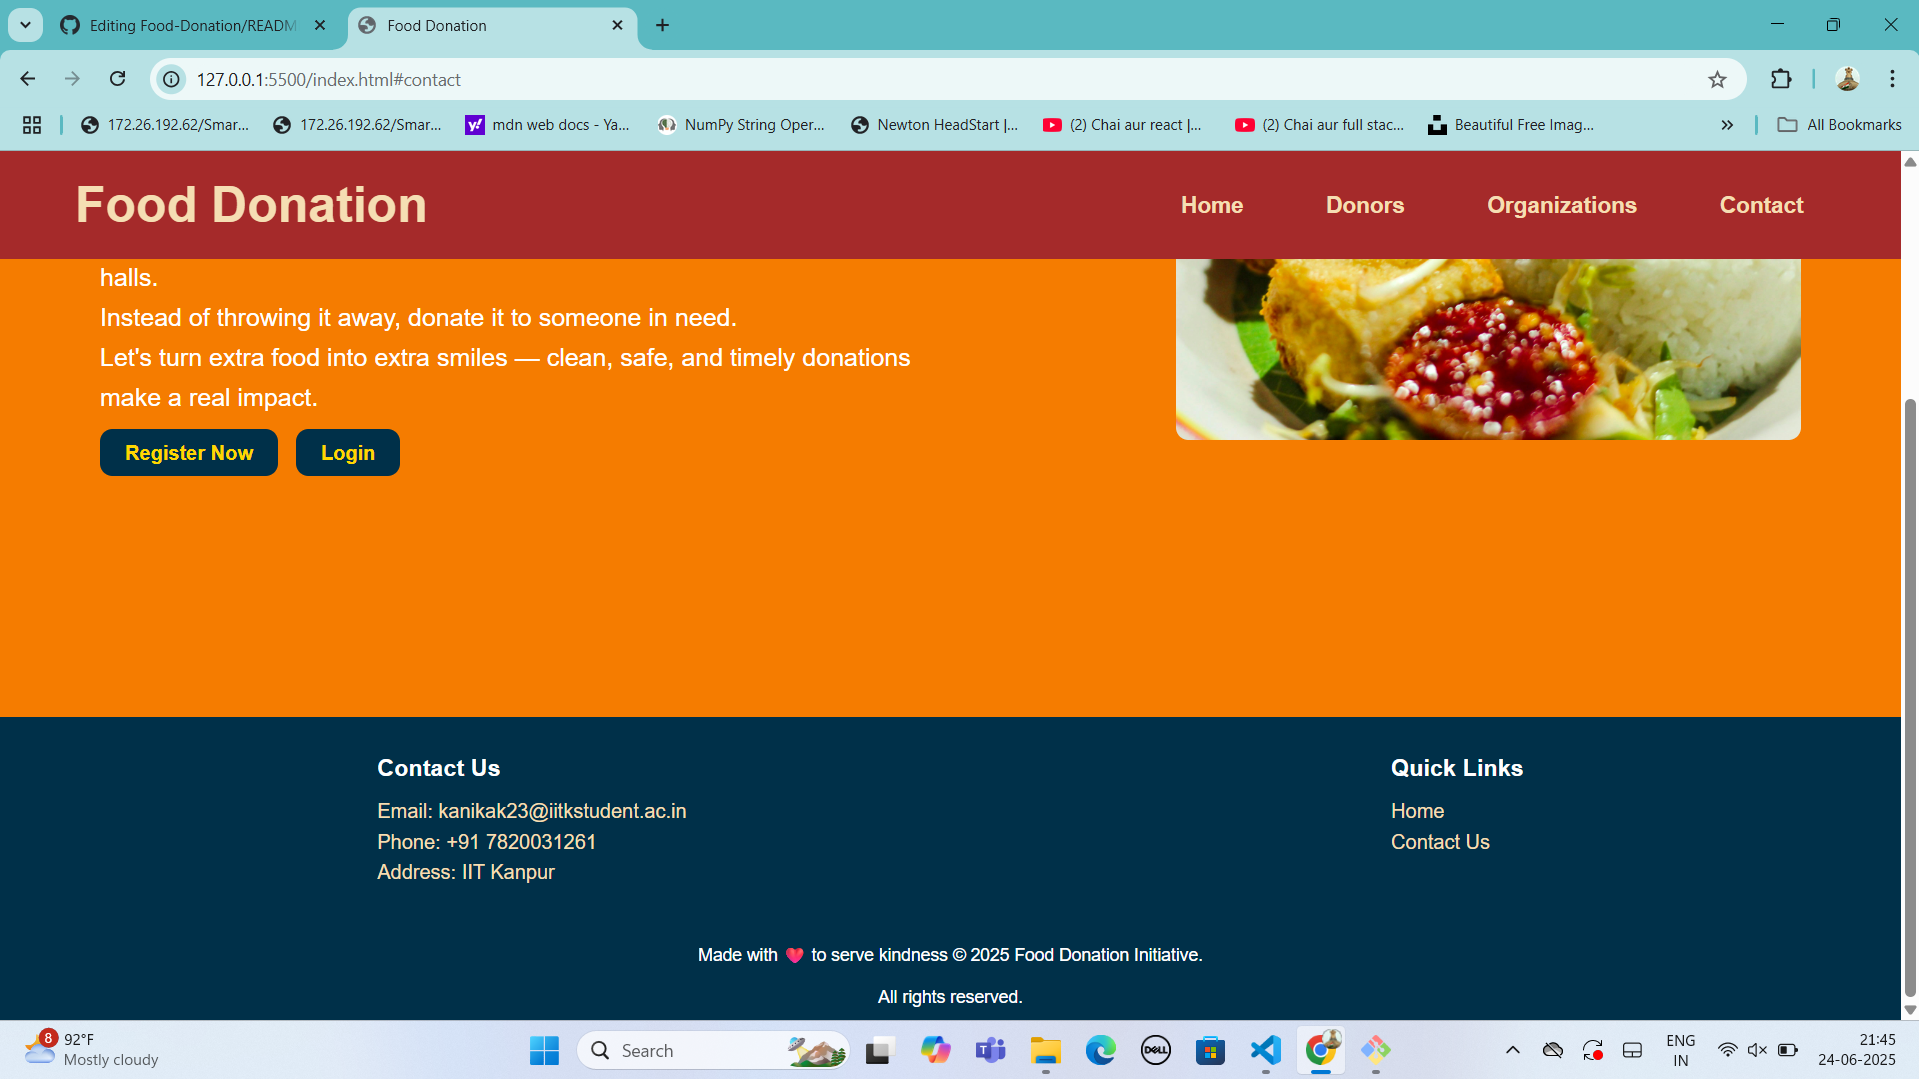 Editing Food-Donation/READM
Food Donation
127.0.0.1:5500/index.html#contact
172.26.192.62/Smar...
172.26.192.62/Smar...
mdn web docs - Ya...
NumPy String Oper...
Newton HeadStart |...
(2) Chai aur react |...
(2) Chai aur full stac...
Beautiful Free Imag...
All Bookmarks
Food Donation
Home
Donors
Organizations
Contact
halls.
Instead of throwing it away, donate it to someone in need.
Let's turn extra food into extra smiles — clean, safe, and timely donations
make a real impact.
Register Now
Login
Contact Us
Email: kanikak23@iitkstudent.ac.in
Phone: +91 7820031261
Address: IIT Kanpur
Quick Links
Home
Contact Us
Made with ❤️ to serve kindness © 2025 Food Donation Initiative.
All rights reserved.
8
92°F
Mostly cloudy
Search
DELL
ENG
IN
21:45
24-06-2025